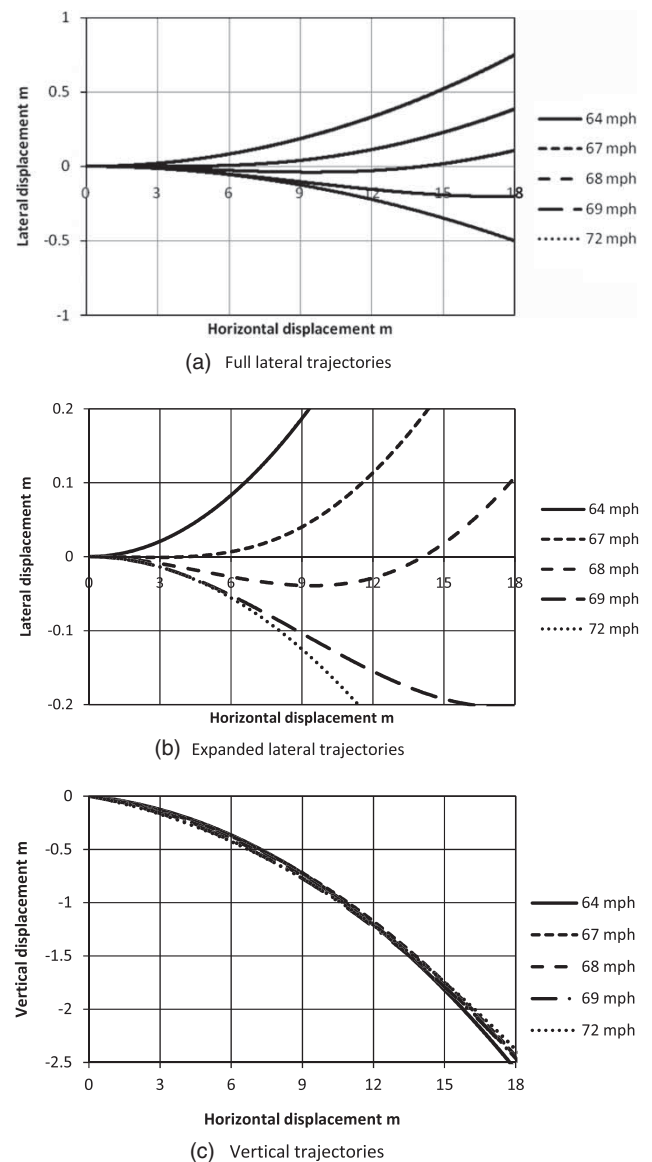 1
0.5
0
-0.5
-1
0 3 6 9 12 15 18
Lateral displacement m
Horizontal displacement m
64 mph
67 mph
68 mph
69 mph
72 mph
(a) Full lateral trajectories
0.2
0.1
0
-0.1
-0.2
0 3 6 9 12 15 18
Lateral displacement m
Horizontal displacement m
64 mph
67 mph
68 mph
69 mph
72 mph
(b) Expanded lateral trajectories
0
-0.5
-1
-1.5
-2
-2.5
0 3 6 9 12 15 18
Vertical displacement m
Horizontal displacement m
64 mph
67 mph
68 mph
69 mph
72 mph
(c) Vertical trajectories